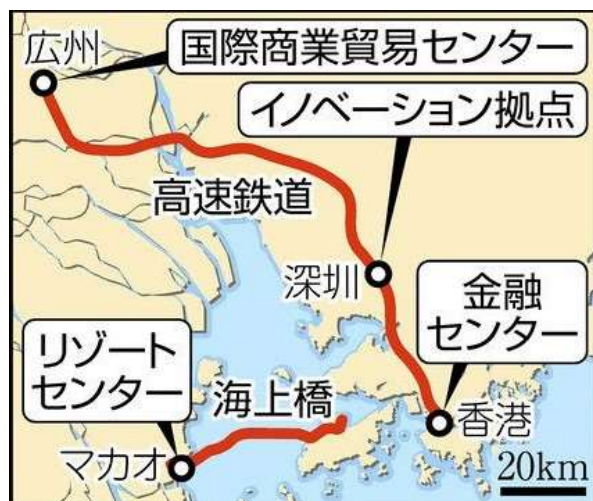 広州
国際商業貿易センター
イノベーション拠点
高速鉄道
深圳
金融
センター
リゾート
センター
海上橋
香港
マカオ
20km